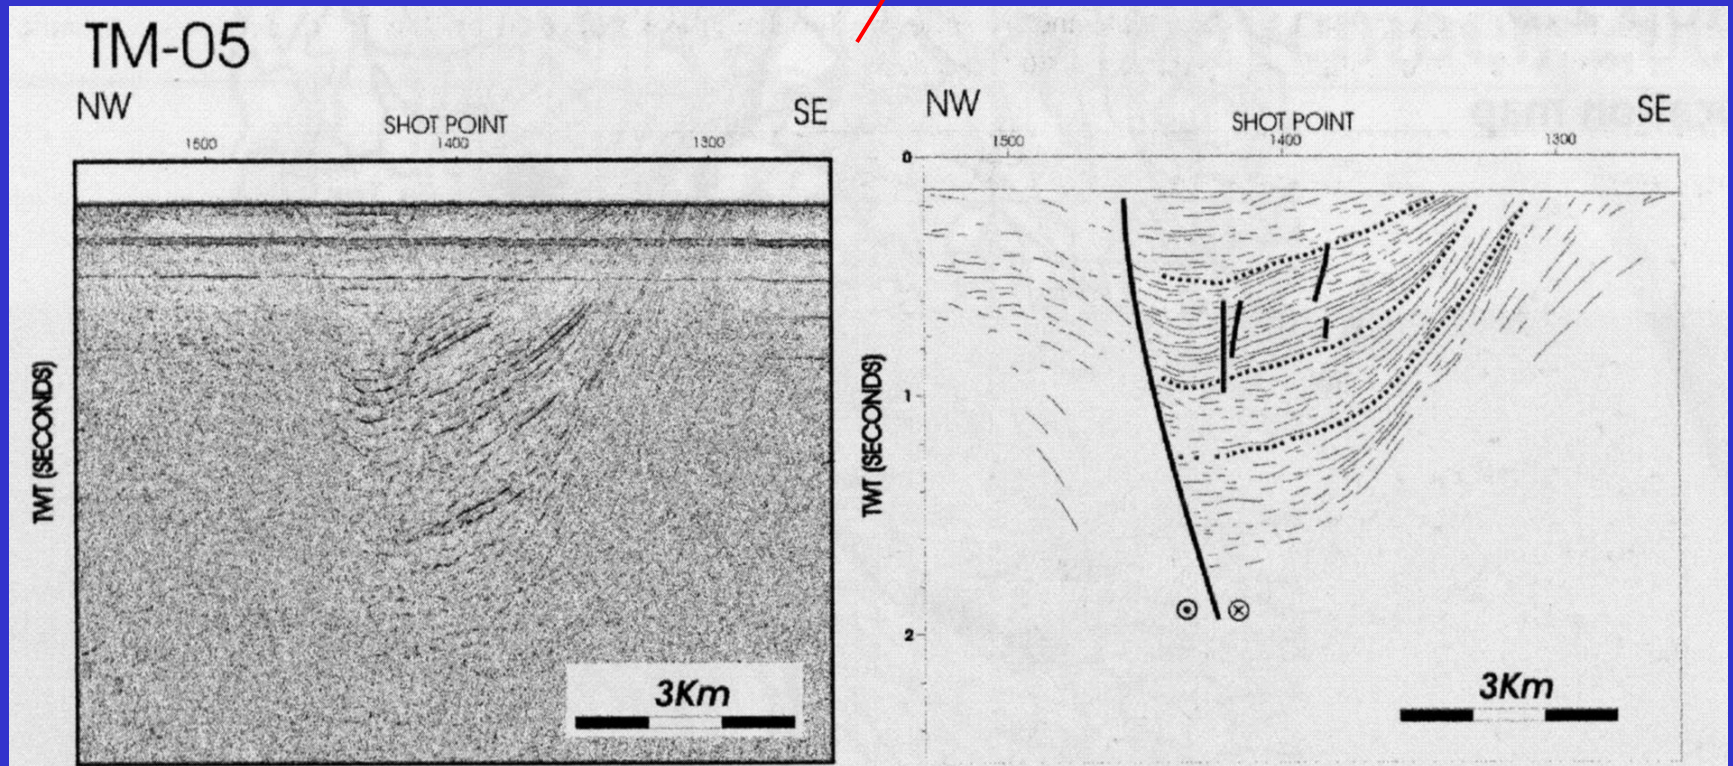 TM-05
NW
SHOT POINT
SE
1500
1400
1300
TWT (SECONDS)
3Km
NW
SHOT POINT
SE
1500
1400
1300
0
1
2
TWT (SECONDS)
3Km